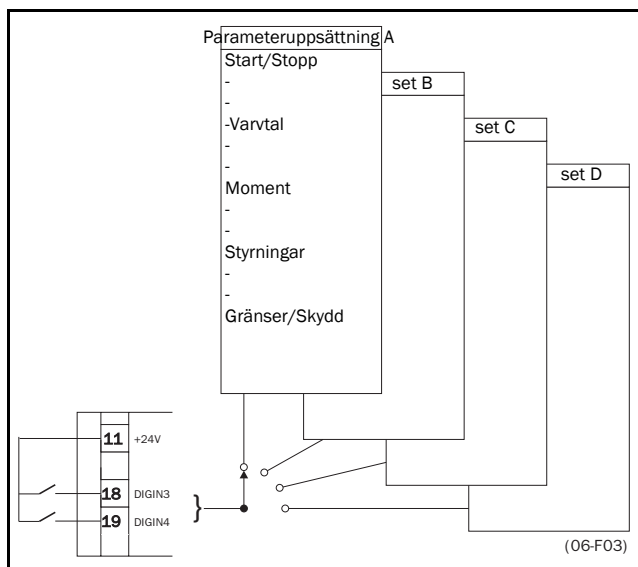 Parameteruppsättning A
Start/Stopp
-
-
-Varvtal
-
-
Moment
-
-
Styrningar
-
-
Gränser/Skydd
set B
set C
set D
11 +24V
18 DIGIN3
19 DIGIN4
}
(06-F03)